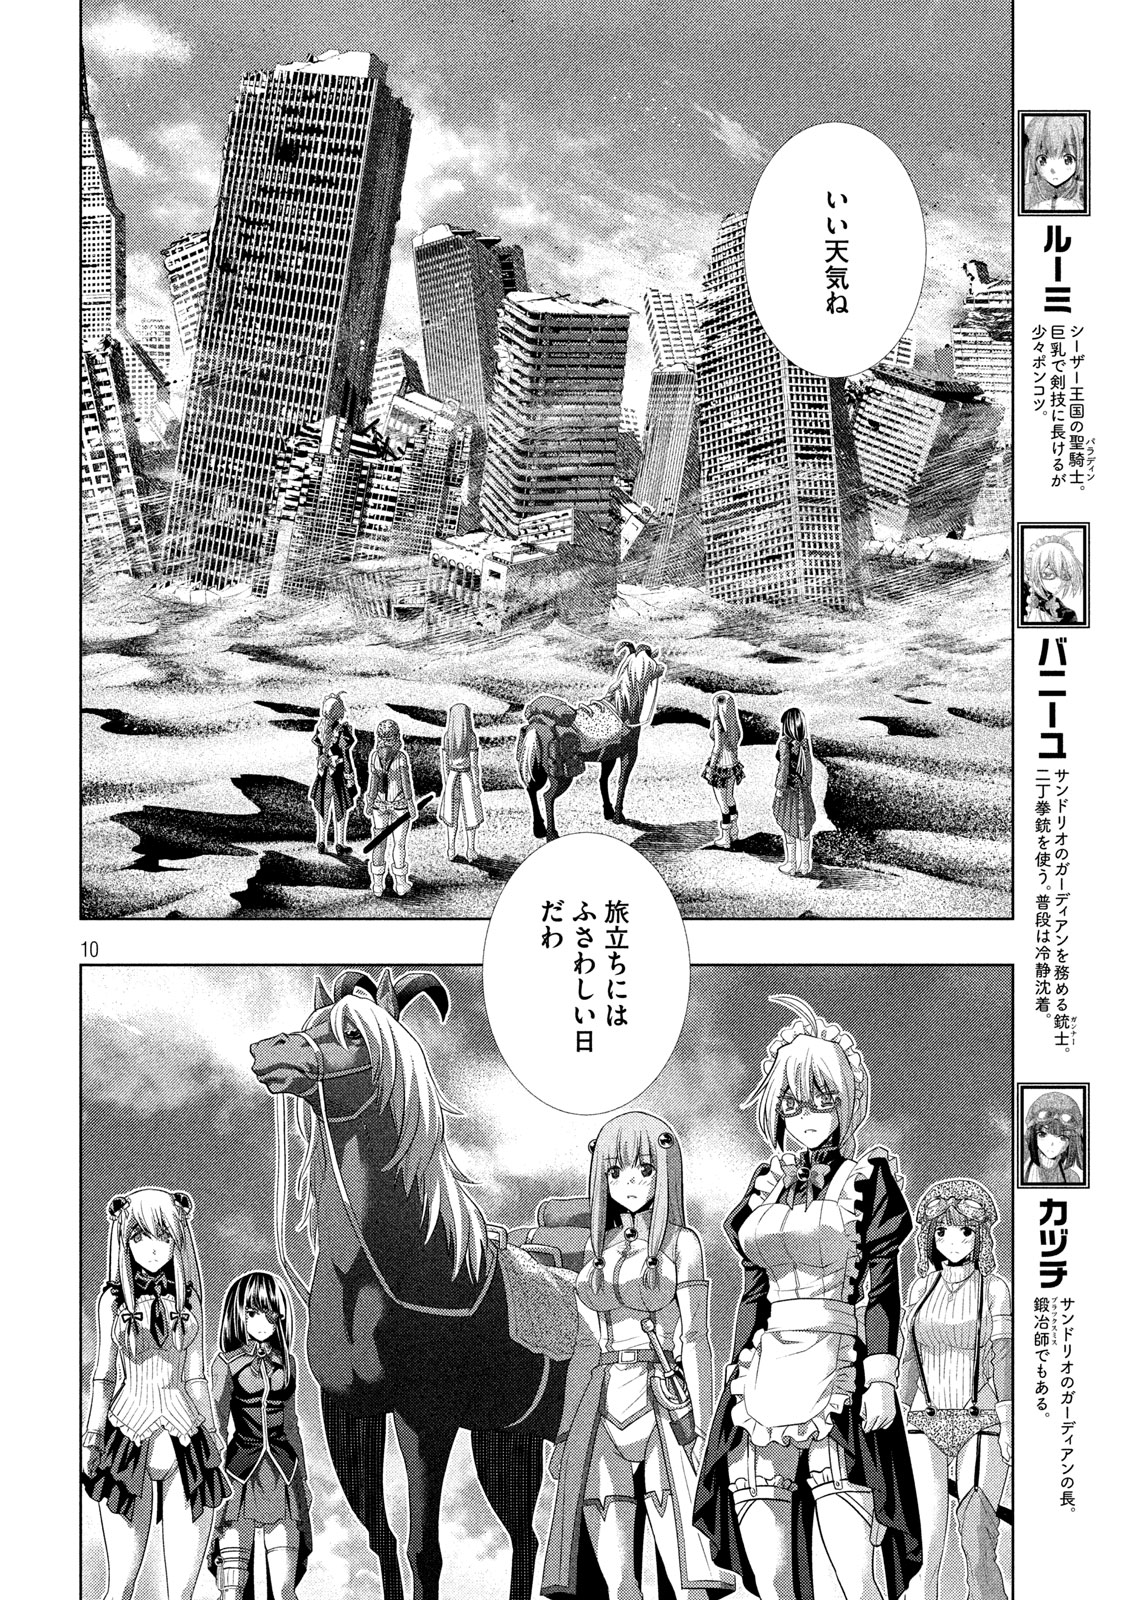 いい天気ね
旅立ちには
ふさわしい日
だわ
10
ルーミ
シーザー王国の聖騎士。
パラディン
巨乳で剣技に長けるが
少々ポンコツ。
バニーユ
サンドリオのガーディアンを務める銃士。
ガンナー
二丁拳銃を使う。普段は冷静沈着。
カヅチ
サンドリオのガーディアンの長。
鍛冶師でもある。
ブラックスミス